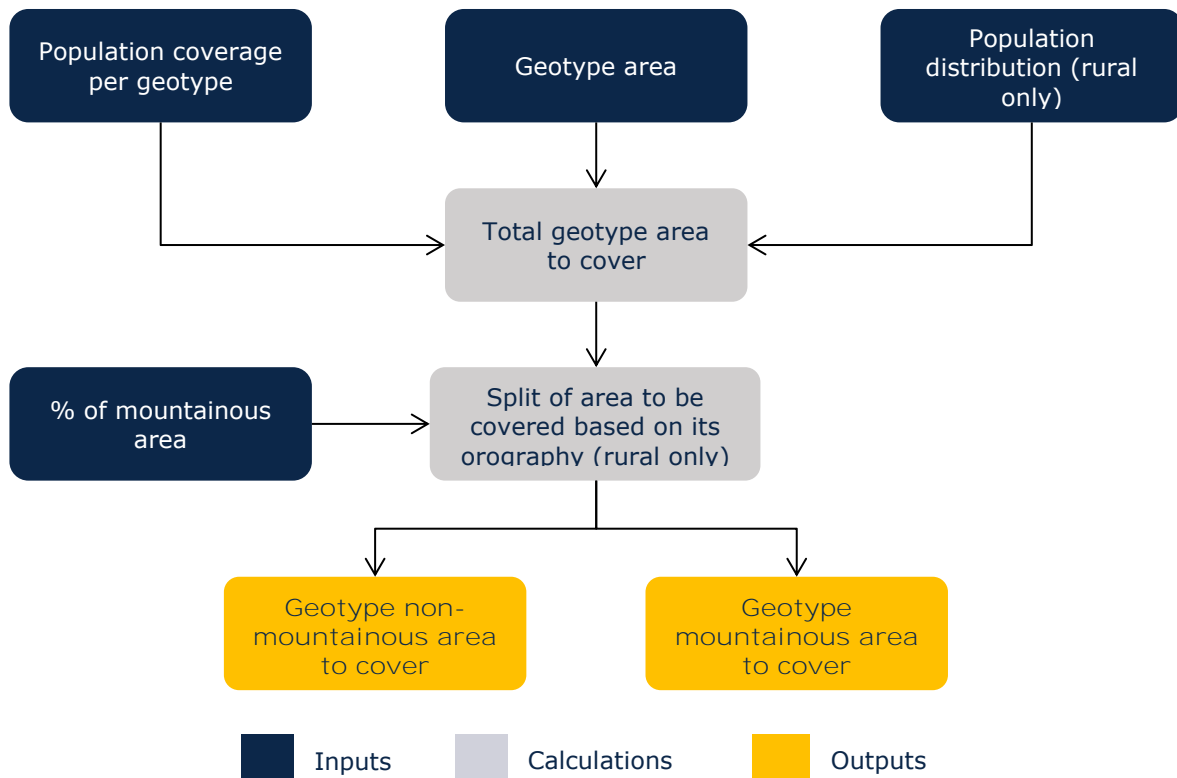 Population coverage
per geotype
Geotype area
Population
distribution (rural
only)
Total geotype area
to cover
% of mountainous
area
Split of area to be
covered based on its
orography (rural only)
Geotype non-
mountainous area
to cover
Geotype
mountainous area
to cover
Inputs
Calculations
Outputs